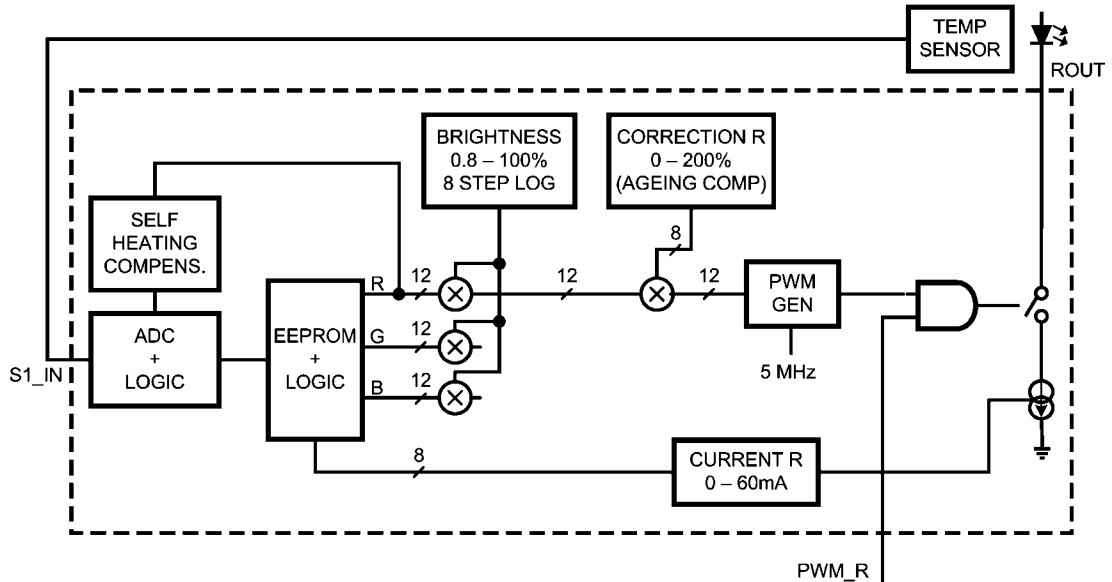 TEMP
SENSOR
ROUT
BRIGHTNESS
0.8 – 100%
8 STEP LOG
CORRECTION R
0 – 200%
(AGEING COMP)
SELF
HEATING
COMPENS.
8
R
12
12
12
PWM
GEN
ADC
+
LOGIC
EEPROM
+
LOGIC
G
12
S1_IN
B
12
5 MHz
8
CURRENT R
0 – 60mA
PWM_R